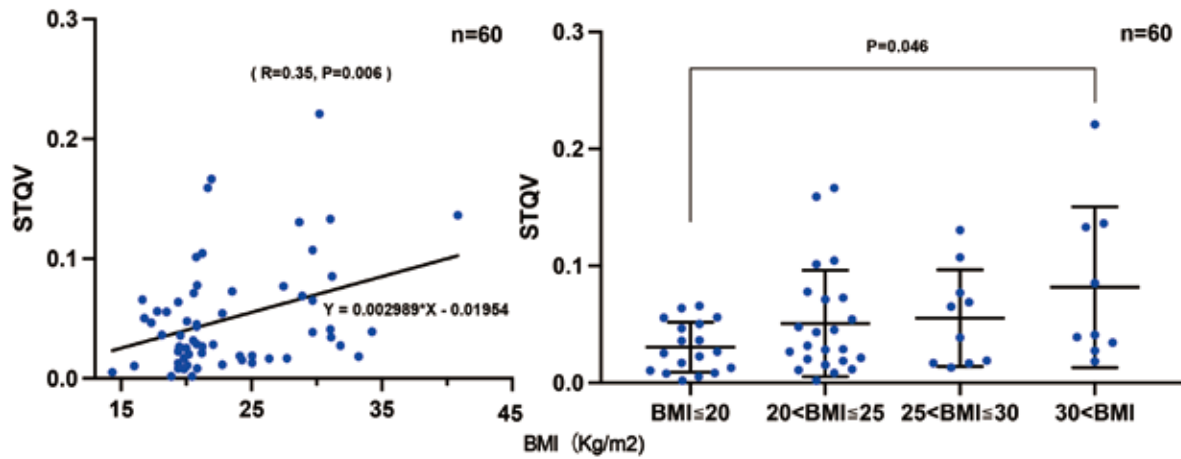 0.3
n=60
( R=0.35, P=0.006 )
0.2
STQV
0.1
Y = 0.002989*X - 0.01954
0.0
15
25
35
45
0.3
n=60
P=0.046
0.2
STQV
0.1
0.0
BMI≦20
20<BMI≦25
25<BMI≦30
30<BMI
BMI (Kg/m2)